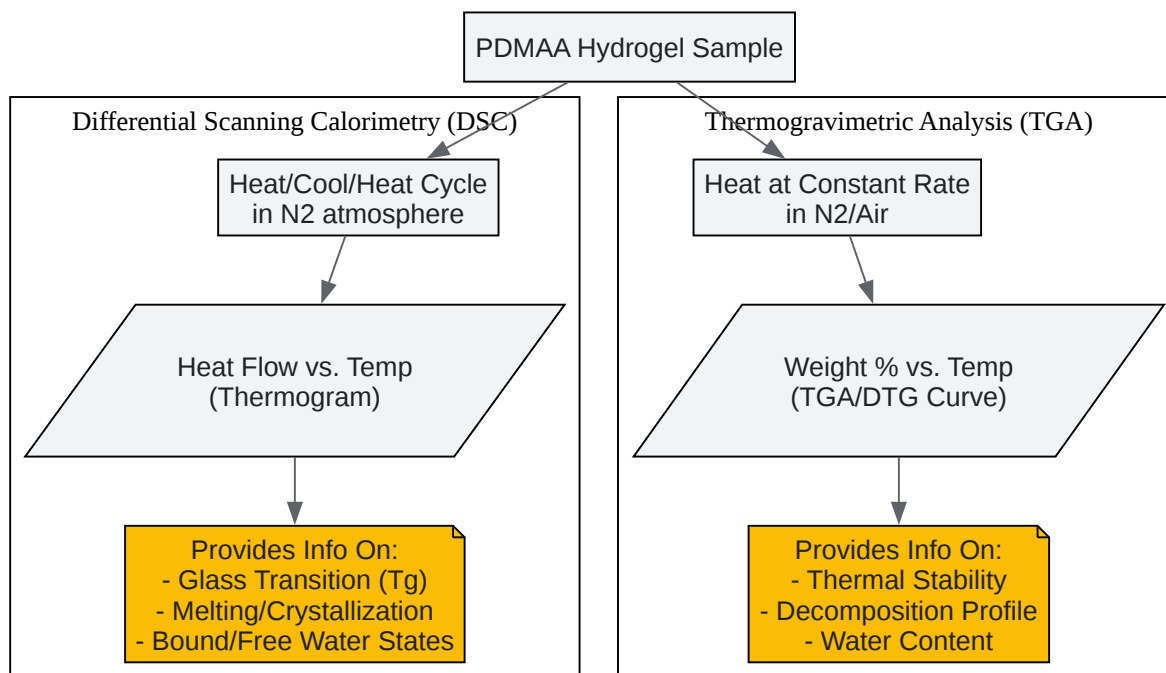 PDMAA Hydrogel Sample
Differential Scanning Calorimetry (DSC)
Heat/Cool/Heat Cycle
in N2 atmosphere
Heat Flow vs. Temp
(Thermogram)
Provides Info On:
- Glass Transition (Tg)
- Melting/Crystallization
- Bound/Free Water States
Thermogravimetric Analysis (TGA)
Heat at Constant Rate
in N2/Air
Weight % vs. Temp
(TGA/DTG Curve)
Provides Info On:
- Thermal Stability
- Decomposition Profile
- Water Content